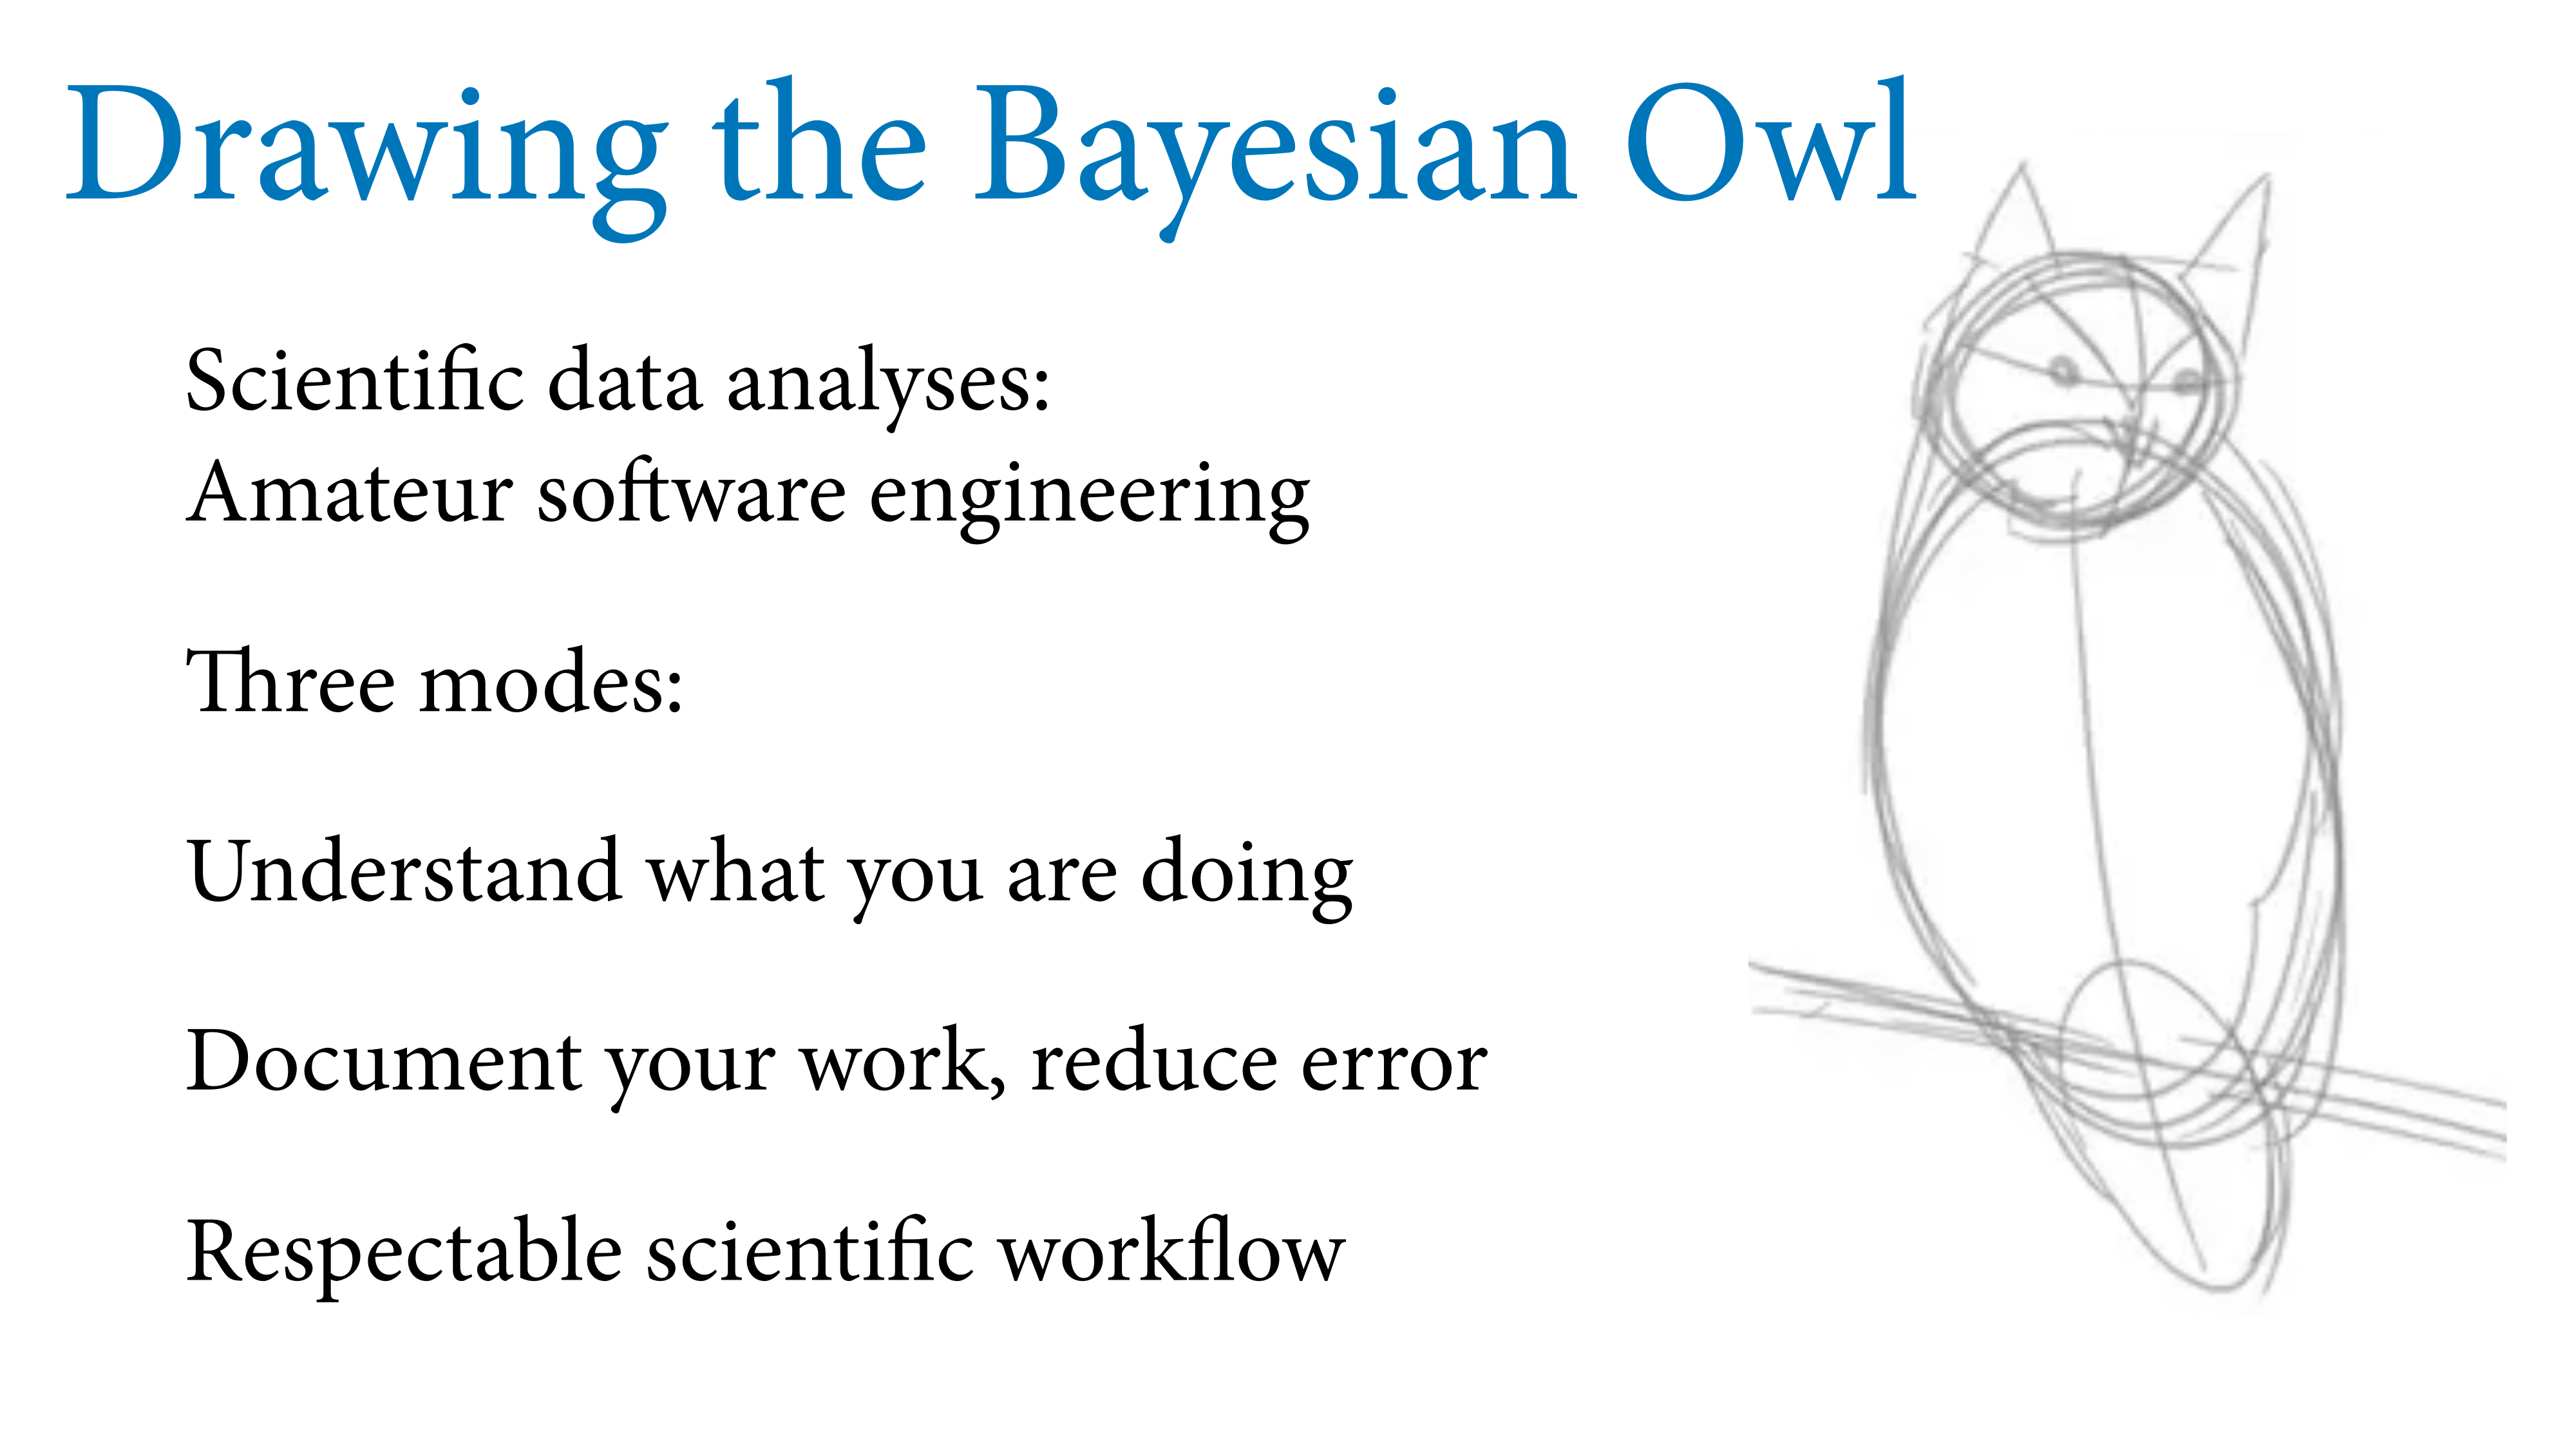 Drawing the Bayesian Owl
Scientific data analyses:
Amateur software engineering
Three modes:
Understand what you are doing
Document your work, reduce error
Respectable scientific workflow